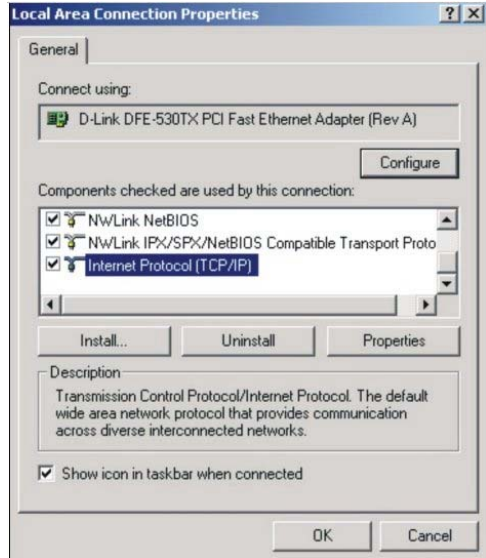 Local Area Connection Properties
General
Connect using:
D-Link DFE-530TX PCI Fast Ethernet Adapter (Rev A)
Configure
Components checked are used by this connection:
NWLink NetBIOS
NWLink IPX/SPX/NetBIOS Compatible Transport Proto
Internet Protocol (TCP/IP)
Install... Uninstall Properties
Description
Transmission Control Protocol/Internet Protocol. The default
wide area network protocol that provides communication
across diverse interconnected networks.
Show icon in taskbar when connected
OK Cancel